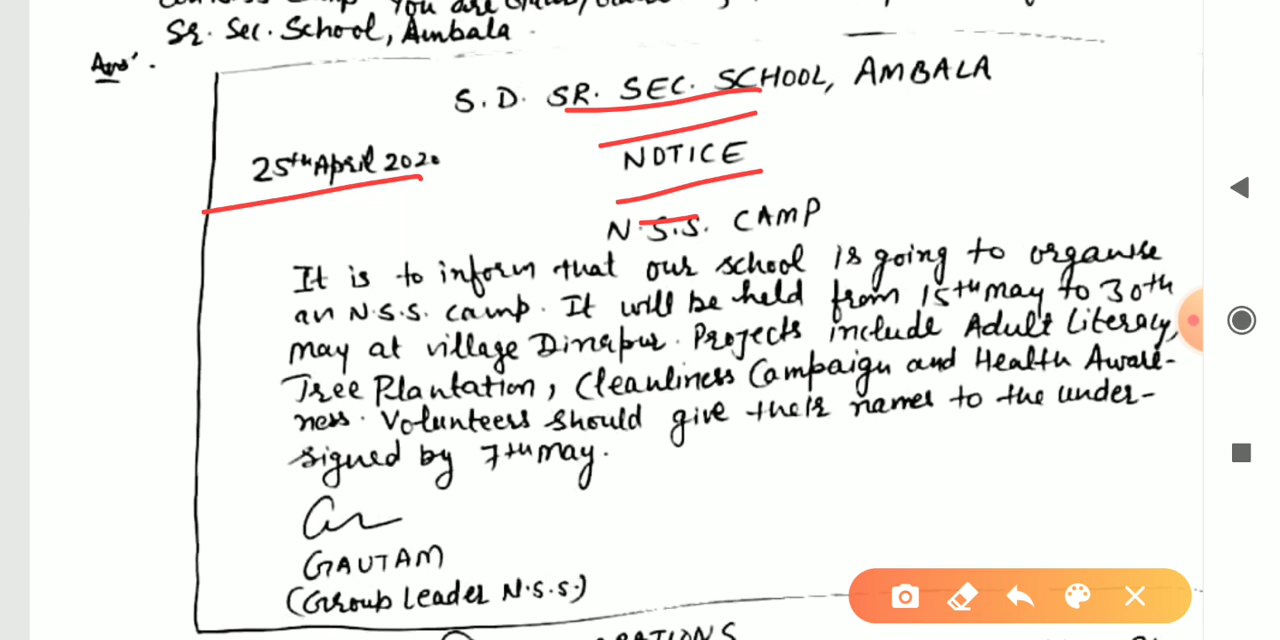 You are
Sr. Sec. School, Ambala
Ans.
S.D. SR. SEC. SCHOOL, AMBALA
25th April 2020
NOTICE
N.S.S. CAMP
It is to inform that our school is going to organise
an N.S.S. camp. It will be held from 15th May to 30th
May at village Dinapur. Projects include Adult Literacy,
Tree Plantation, Cleanliness Campaign and Health Aware-
ness. Volunteers should give their names to the under-
signed by 7th May.
GAUTAM
(Group Leader N.S.S.)